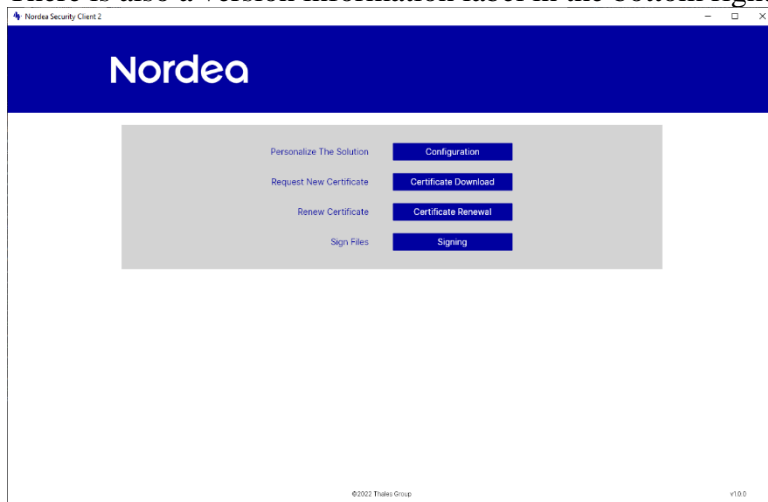 There is also a version information label in the bottom right
Nordea Security Client 2
Nordea
Personalize The Solution Configuration
Request New Certificate Certificate Download
Renew Certificate Certificate Renewal
Sign Files Signing
©2022 Thales Group v1.0.0